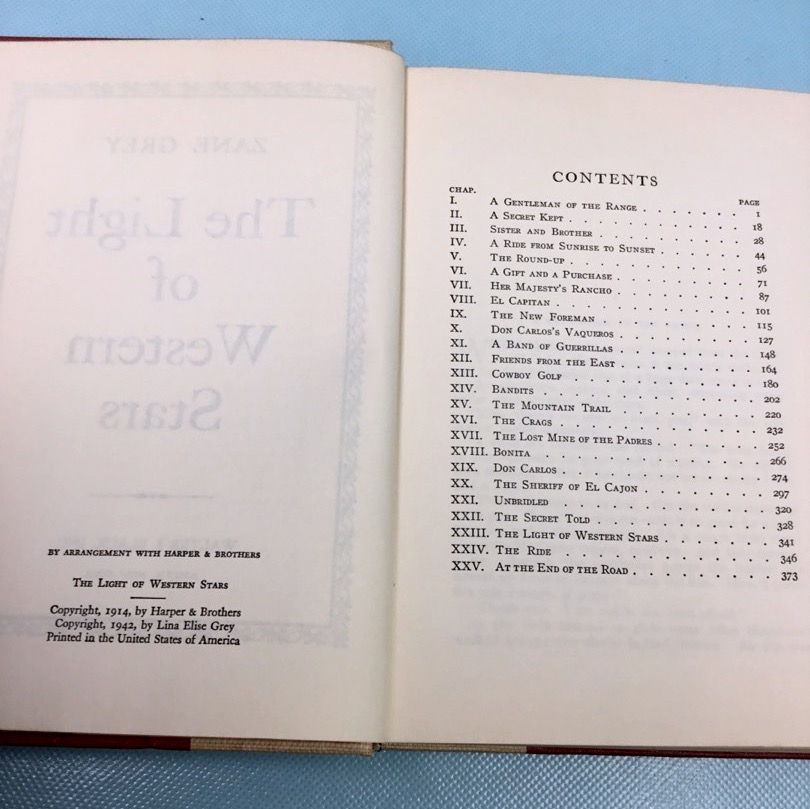 ZANE GREY
The Light
of
Western
Stars
BY ARRANGEMENT WITH HARPER & BROTHERS
THE LIGHT OF WESTERN STARS
Copyright, 1914, by Harper & Brothers
Copyright, 1942, by Lina Elise Grey
Printed in the United States of America
CONTENTS
CHAP. PAGE
I. A GENTLEMAN OF THE RANGE . . . . . . . 1
II. A SECRET KEPT . . . . . . . . . . . . 18
III. SISTER AND BROTHER . . . . . . . . . . 28
IV. A RIDE FROM SUNRISE TO SUNSET . . . . . . 44
V. THE ROUND-UP . . . . . . . . . . . . 56
VI. A GIFT AND A PURCHASE . . . . . . . . . 71
VII. HER MAJESTY'S RANCHO . . . . . . . . . 87
VIII. EL CAPITAN . . . . . . . . . . . . . 101
IX. THE NEW FOREMAN . . . . . . . . . . 115
X. DON CARLOS'S VAQUEROS . . . . . . . . . 127
XI. A BAND OF GUERRILLAS . . . . . . . . . 148
XII. FRIENDS FROM THE EAST . . . . . . . . . 164
XIII. COWBOY GOLF . . . . . . . . . . . . 180
XIV. BANDITS . . . . . . . . . . . . . . 202
XV. THE MOUNTAIN TRAIL . . . . . . . . . . 220
XVI. THE CRAGS . . . . . . . . . . . . . 232
XVII. THE LOST MINE OF THE PADRES . . . . . . . 252
XVIII. BONITA . . . . . . . . . . . . . . 266
XIX. DON CARLOS . . . . . . . . . . . . . 274
XX. THE SHERIFF OF EL CAJON . . . . . . . . 297
XXI. UNBRIDLED . . . . . . . . . . . . . 320
XXII. THE SECRET TOLD . . . . . . . . . . . 328
XXIII. THE LIGHT OF WESTERN STARS . . . . . . . 341
XXIV. THE RIDE . . . . . . . . . . . . . 346
XXV. AT THE END OF THE ROAD . . . . . . . . . 373